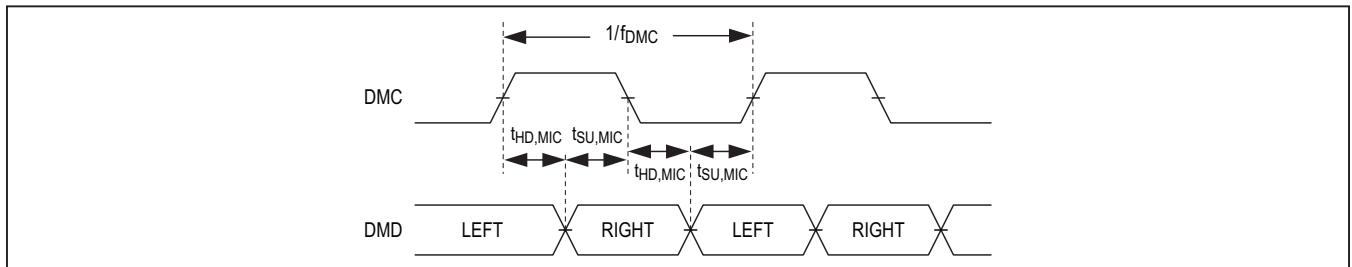 1/fDMC
DMC
tHD,MIC tSU,MIC
tHD,MIC tSU,MIC
DMD LEFT RIGHT LEFT RIGHT